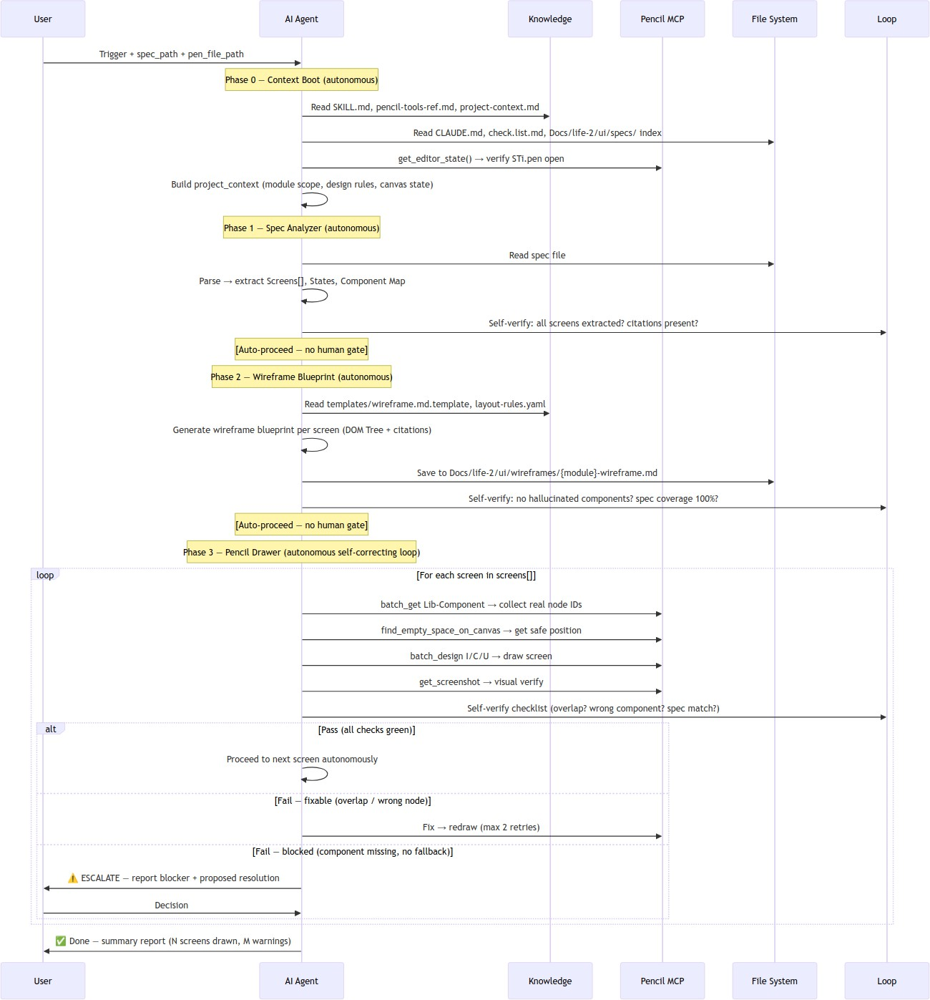 User
AI Agent
Knowledge
Pencil MCP
File System
Loop
Trigger + spec_path + pen_file_path
Phase 0 — Context Boot (autonomous)
Read SKILL.md, pencil-tools-ref.md, project-context.md
Read CLAUDE.md, check.list.md, Docs/life-2/ui/specs/ index
get_editor_state() → verify STi.pen open
Build project_context (module scope, design rules, canvas state)
Phase 1 — Spec Analyzer (autonomous)
Read spec file
Parse → extract Screens[], States, Component Map
Self-verify: all screens extracted? citations present?
[Auto-proceed — no human gate]
Phase 2 — Wireframe Blueprint (autonomous)
Read templates/wireframe.md.template, layout-rules.yaml
Generate wireframe blueprint per screen (DOM Tree + citations)
Save to Docs/life-2/ui/wireframes/{module}-wireframe.md
Self-verify: no hallucinated components? spec coverage 100%?
[Auto-proceed — no human gate]
Phase 3 — Pencil Drawer (autonomous self-correcting loop)
loop
[For each screen in screens[]]
batch_get Lib-Component → collect real node IDs
find_empty_space_on_canvas → get safe position
batch_design I/C/U → draw screen
get_screenshot → visual verify
Self-verify checklist (overlap? wrong component? spec match?)
alt
[Pass (all checks green)]
Proceed to next screen autonomously
[Fail — fixable (overlap / wrong node)]
Fix → redraw (max 2 retries)
[Fail — blocked (component missing, no fallback)]
⚠️ ESCALATE — report blocker + proposed resolution
Decision
✅ Done — summary report (N screens drawn, M warnings)
User
AI Agent
Knowledge
Pencil MCP
File System
Loop